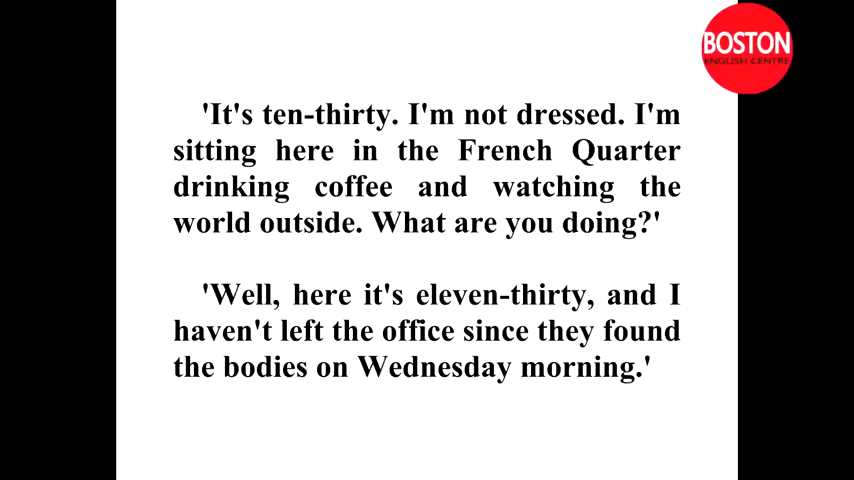 BOSTON
ENGLISH CENTRE
'It's ten-thirty. I'm not dressed. I'm
sitting here in the French Quarter
drinking coffee and watching the
world outside. What are you doing?'
'Well, here it's eleven-thirty, and I
haven't left the office since they found
the bodies on Wednesday morning.'